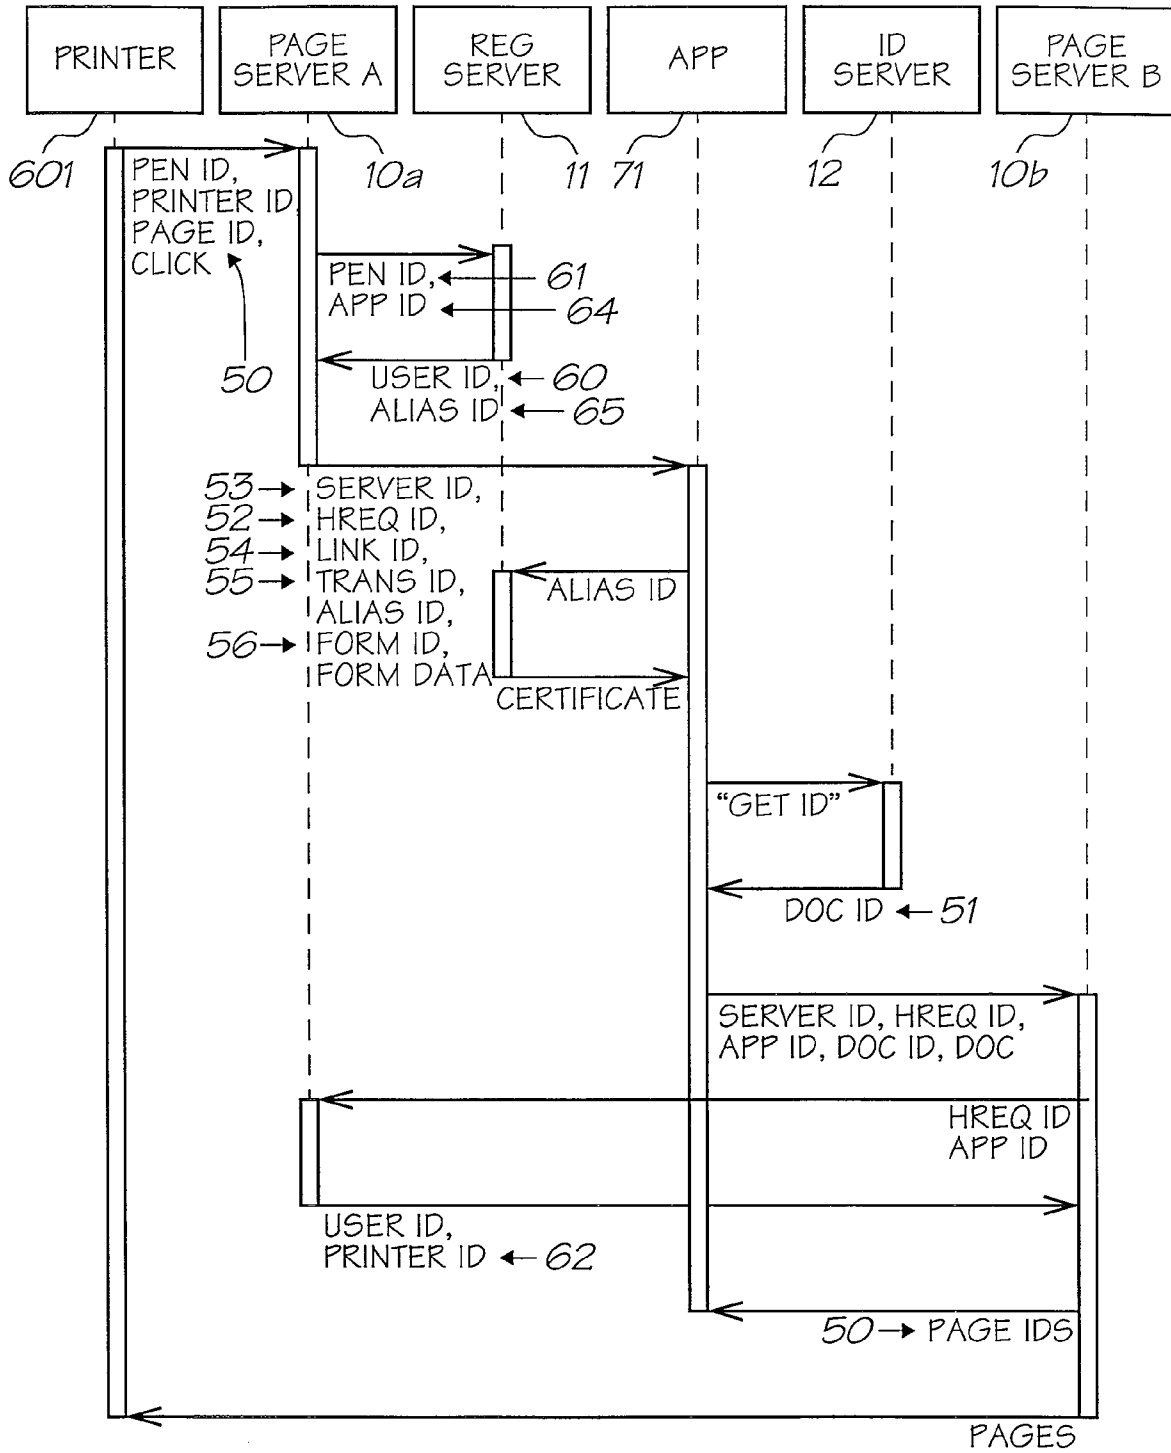 PRINTER
PAGE
SERVER A
REG
SERVER
APP
ID
SERVER
PAGE
SERVER B
601
10a
11
71
12
10b
PEN ID,
PRINTER ID,
PAGE ID,
CLICK
50
PEN ID,
61
APP ID
64
USER ID,
60
ALIAS ID
65
53
SERVER ID,
52
HREQ ID,
54
LINK ID,
55
TRANS ID,
ALIAS ID,
56
FORM ID,
FORM DATA
ALIAS ID
CERTIFICATE
“GET ID”
DOC ID
51
SERVER ID, HREQ ID,
APP ID, DOC ID, DOC
HREQ ID
APP ID
USER ID,
PRINTER ID
62
50
PAGE IDS
PAGES